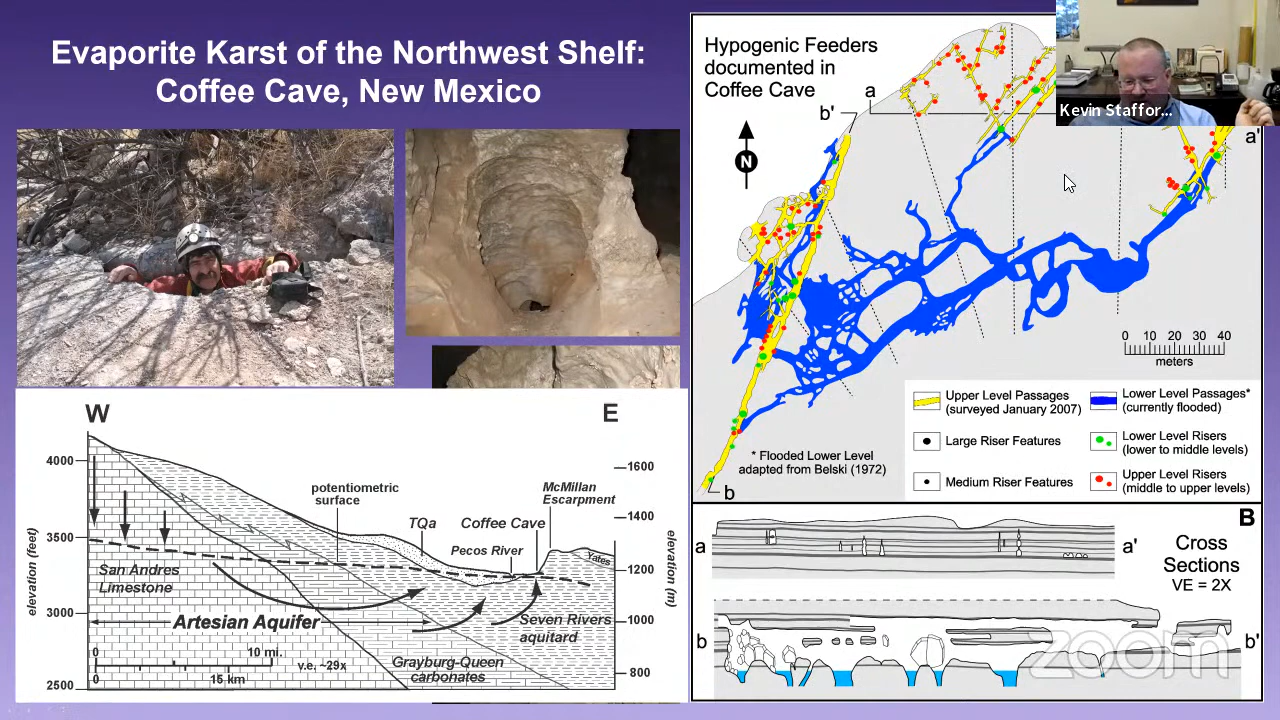 Evaporite Karst of the Northwest Shelf:
Coffee Cave, New Mexico
Hypogenic Feeders
documented in
Coffee Cave
a
b'
N
a'
Kevin Staffor...
0 10 20 30 40
meters
Upper Level Passages
(surveyed January 2007)
Lower Level Passages*
(currently flooded)
Large Riser Features
Lower Level Risers
(lower to middle levels)
Medium Riser Features
Upper Level Risers
(middle to upper levels)
* Flooded Lower Level
adapted from Belski (1972)
b
W
E
4000
3500
3000
2500
elevation (feet)
1600
1400
1200
1000
800
elevation (m)
potentiometric
surface
TQa
Coffee Cave
McMillan
Escarpment
Pecos River
Yates
San Andres
Limestone
Artesian Aquifer
Seven Rivers
aquitard
Grayburg-Queen
carbonates
0 10 mi.
v.e.~29x
0 15 km
B
a
a'
Cross
Sections
VE = 2X
b
b'
zoom